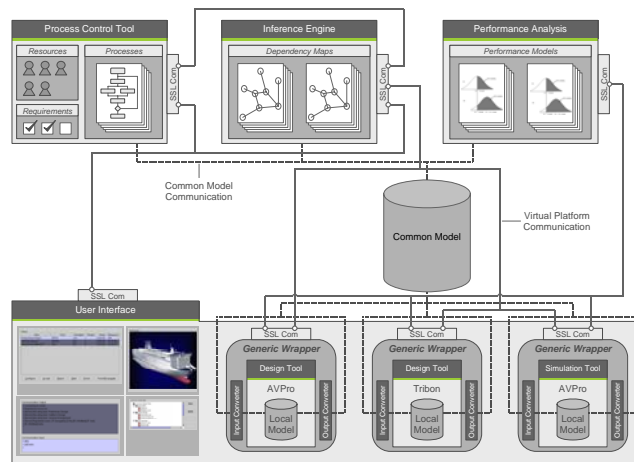 Process Control Tool
Inference Engine
Performance Analysis
Resources
Processes
Requirements
SSL Com
Dependency Maps
SSL Com
Performance Models
SSL Com
Common Model
Communication
Virtual Platform
Communication
Common Model
SSL Com
User Interface
SSL Com
SSL Com
SSL Com
Generic Wrapper
Generic Wrapper
Generic Wrapper
Design Tool
Design Tool
Simulation Tool
AVPro
Tribon
AVPro
Input Converter
Local
Model
Output Converter
Input Converter
Local
Model
Output Converter
Input Converter
Local
Model
Output Converter